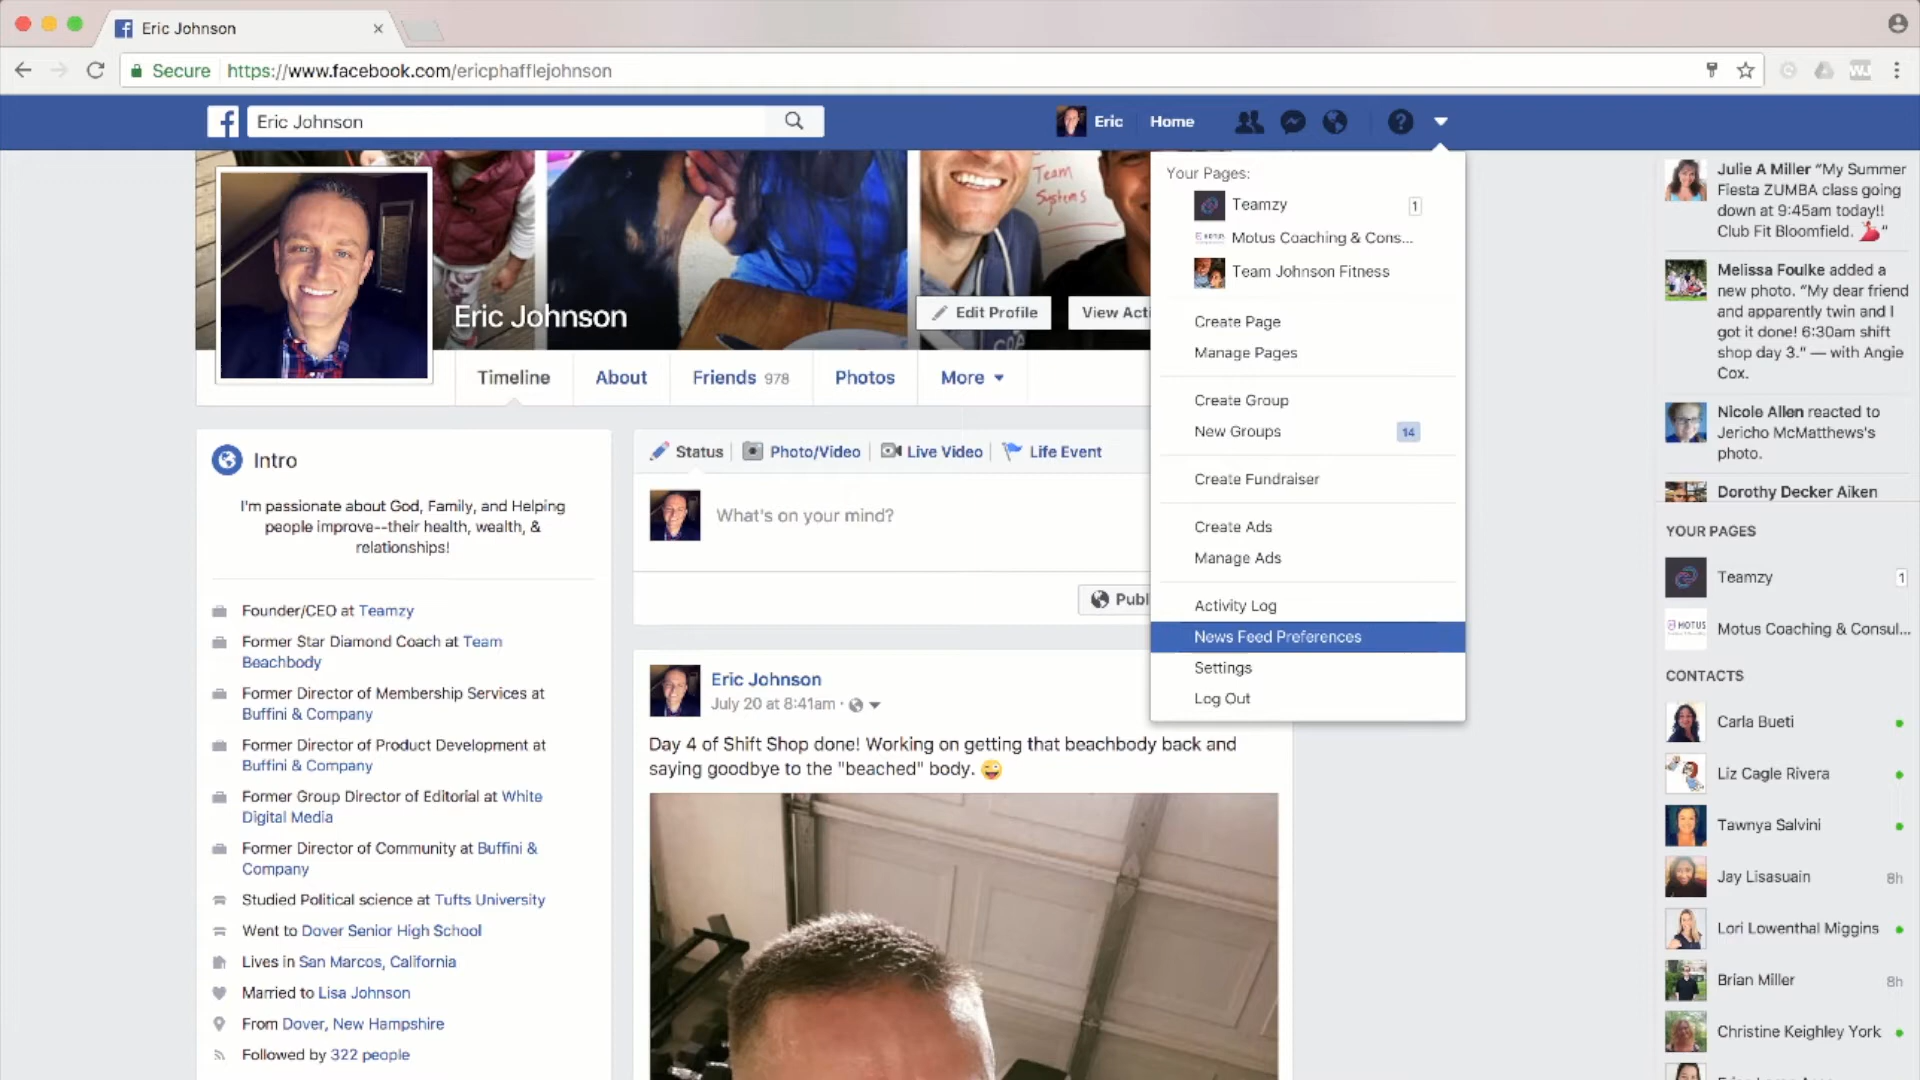 Eric Johnson
Secure https://www.facebook.com/ericphafflejohnson
WJ
Eric Johnson
Eric Home
Team
Systems
Eric Johnson
Edit Profile
View Acti
Timeline About Friends 978 Photos More
Intro
I'm passionate about God, Family, and Helping
people improve--their health, wealth, &
relationships!
Founder/CEO at Teamzy
Former Star Diamond Coach at Team
Beachbody
Former Director of Membership Services at
Buffini & Company
Former Director of Product Development at
Buffini & Company
Former Group Director of Editorial at White
Digital Media
Former Director of Community at Buffini &
Company
Studied Political science at Tufts University
Went to Dover Senior High School
Lives in San Marcos, California
Married to Lisa Johnson
From Dover, New Hampshire
Followed by 322 people
Status Photo/Video Live Video Life Event
What's on your mind?
Publ
Eric Johnson
July 20 at 8:41am ·
Day 4 of Shift Shop done! Working on getting that beachbody back and
saying goodbye to the "beached" body. 😜
Your Pages:
Teamzy 1
Motus Coaching & Cons...
Team Johnson Fitness
Create Page
Manage Pages
Create Group
New Groups 14
Create Fundraiser
Create Ads
Manage Ads
Activity Log
News Feed Preferences
Settings
Log Out
Julie A Miller “My Summer
Fiesta ZUMBA class going
down at 9:45am today!!
Club Fit Bloomfield. 💃“
Melissa Foulke added a
new photo. “My dear friend
and apparently twin and I
got it done! 6:30am shift
shop day 3.” — with Angie
Cox.
Nicole Allen reacted to
Jericho McMatthews's
photo.
Dorothy Decker Aiken
YOUR PAGES
Teamzy 1
MOTUS
Motus Coaching & Consul...
CONTACTS
Carla Bueti
Liz Cagle Rivera
Tawnya Salvini
Jay Lisasuain 8h
Lori Lowenthal Miggins
Brian Miller 8h
Christine Keighley York